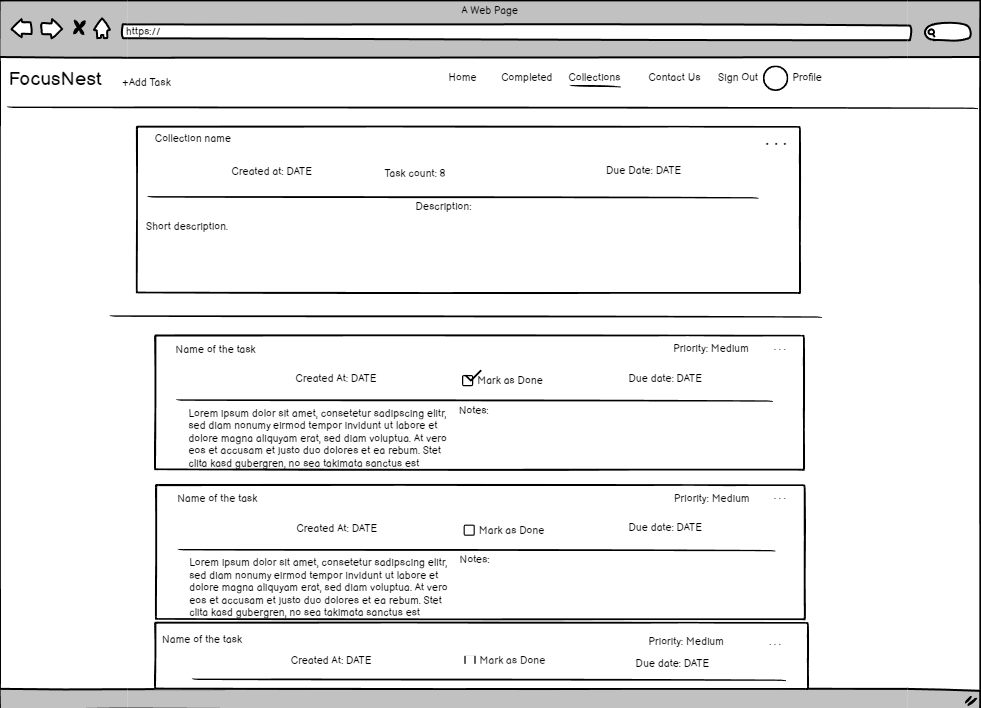 A Web Page
https://
FocusNest
+Add Task
Home
Completed
Collections
Contact Us
Sign Out
Profile
Collection name
...
Created at: DATE
Task count: 8
Due Date: DATE
Description:
Short description.
Name of the task
Priority: Medium
...
Created At: DATE
Mark as Done
Due date: DATE
Lorem ipsum dolor sit amet, consetetur sadipscing elitr,
sed diam nonumy eirmod tempor invidunt ut labore et
dolore magna aliquyam erat, sed diam voluptua. At vero
eos et accusam et justo duo dolores et ea rebum. Stet
clita kasd gubergren, no sea takimata sanctus est
Notes:
Name of the task
Priority: Medium
...
Created At: DATE
Mark as Done
Due date: DATE
Lorem ipsum dolor sit amet, consetetur sadipscing elitr,
sed diam nonumy eirmod tempor invidunt ut labore et
dolore magna aliquyam erat, sed diam voluptua. At vero
eos et accusam et justo duo dolores et ea rebum. Stet
clita kasd gubergren, no sea takimata sanctus est
Notes:
Name of the task
Priority: Medium
...
Created At: DATE
Mark as Done
Due date: DATE